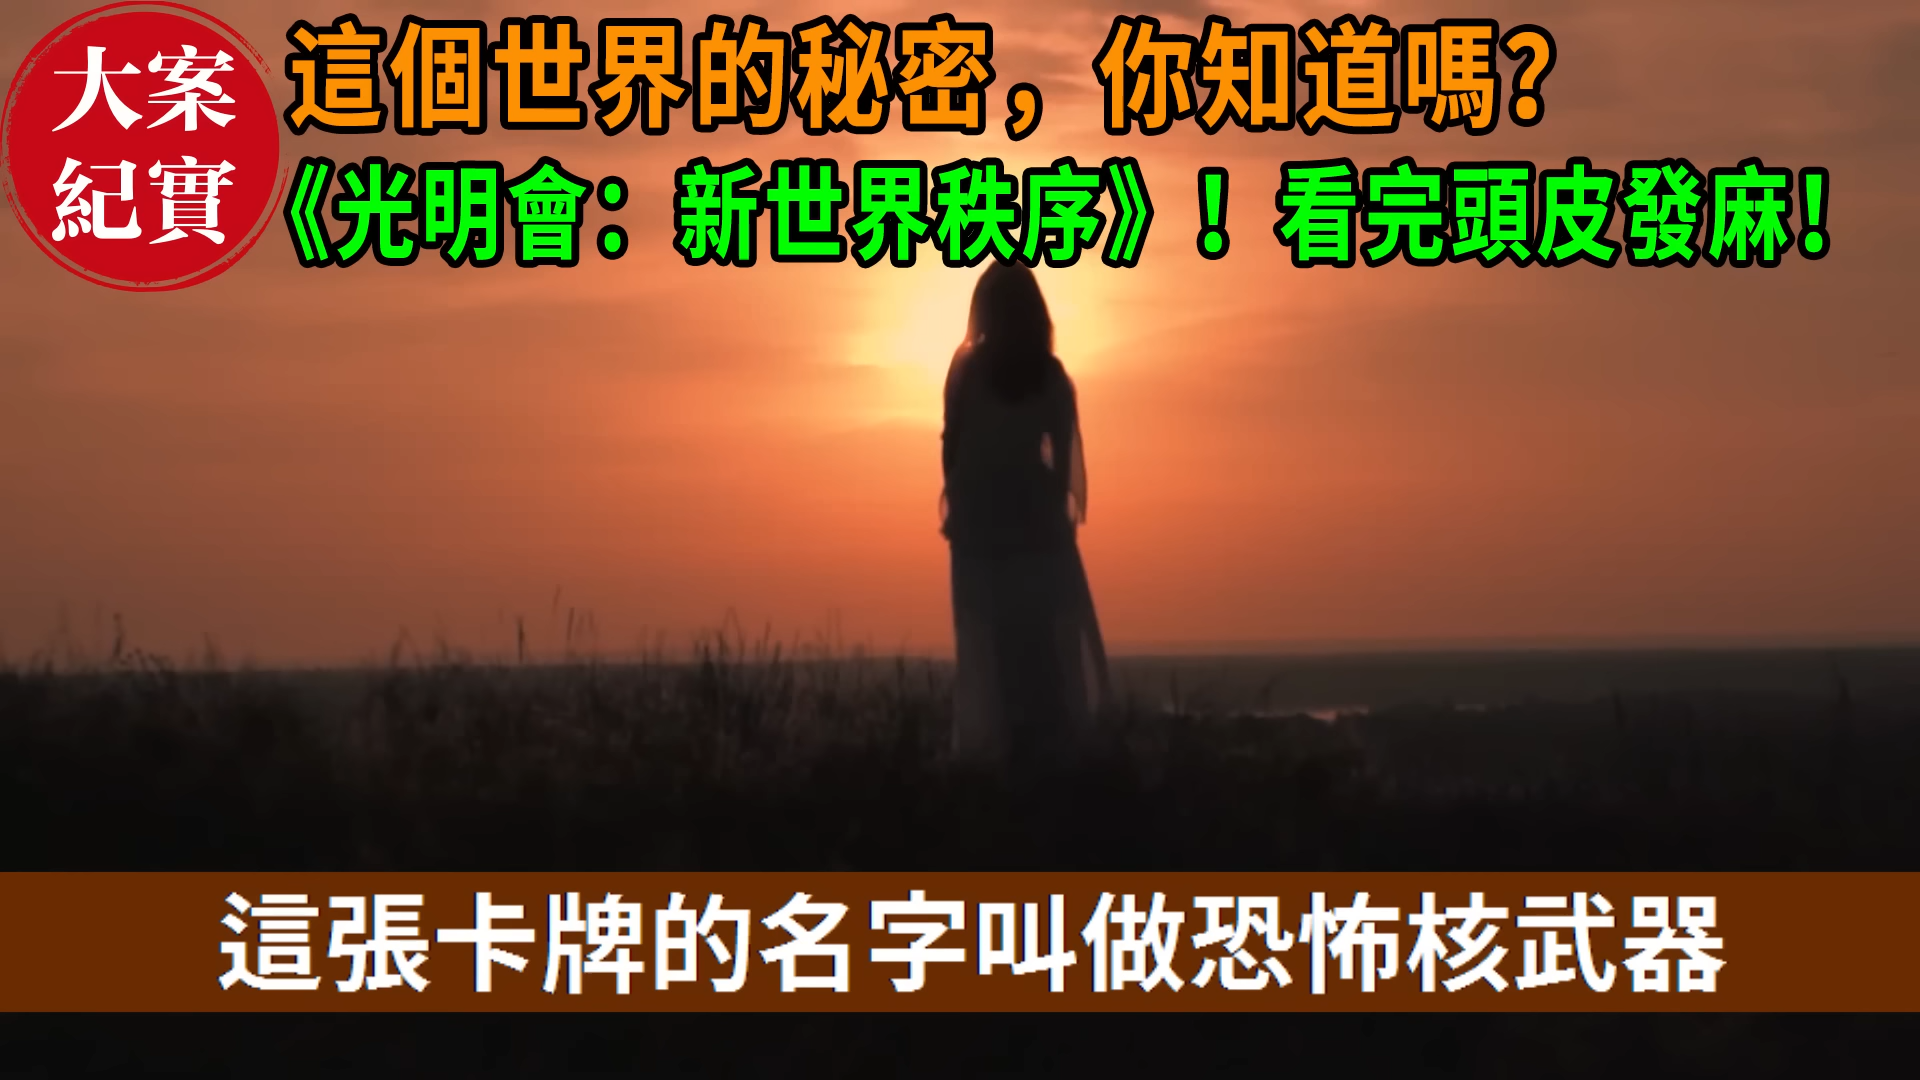 大案
紀實
這個世界的秘密，你知道嗎？
《光明會：新世界秩序》！看完頭皮發麻！
這張卡牌的名字叫做恐怖核武器